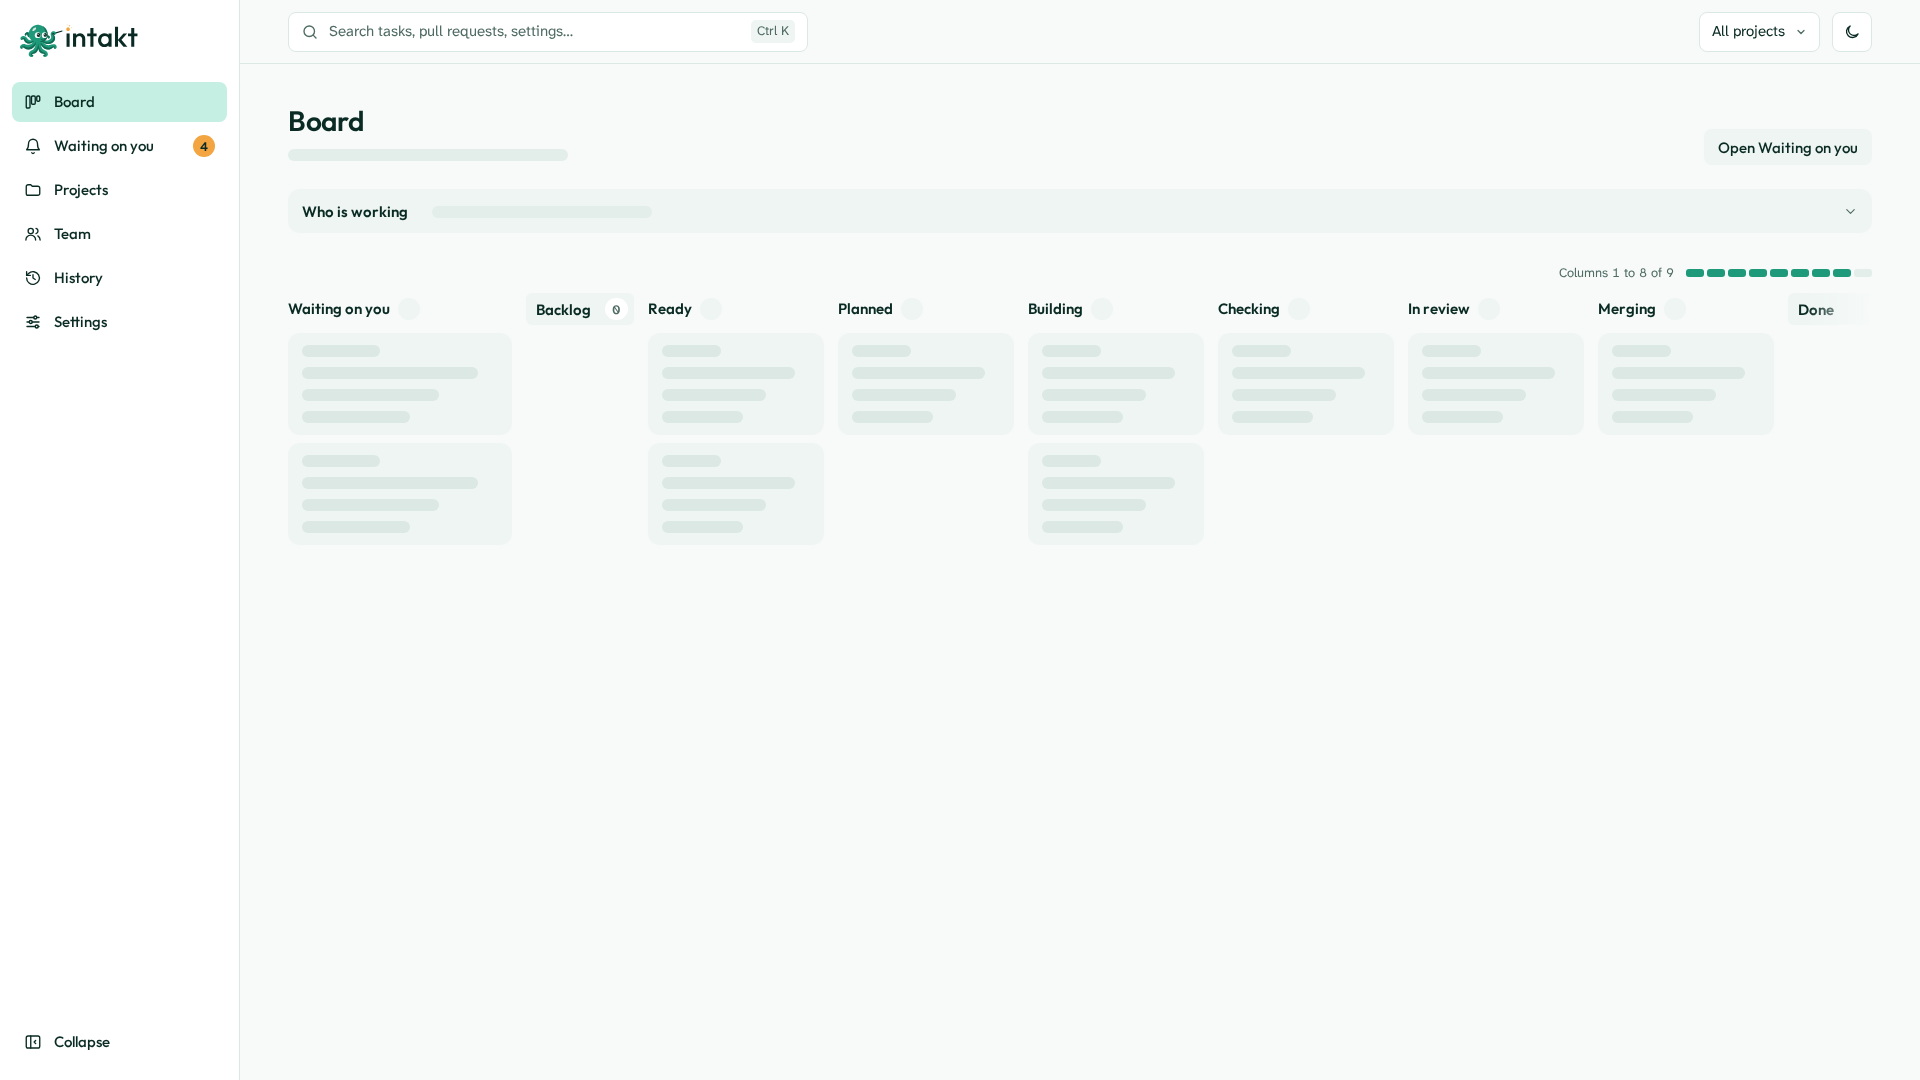 intakt
Search tasks, pull requests, settings...
Ctrl K
All projects
Board
Waiting on you
4
Projects
Team
History
Settings
Collapse
Board
Open Waiting on you
Who is working
Columns 1 to 8 of 9
Waiting on you
Backlog
0
Ready
Planned
Building
Checking
In review
Merging
Done